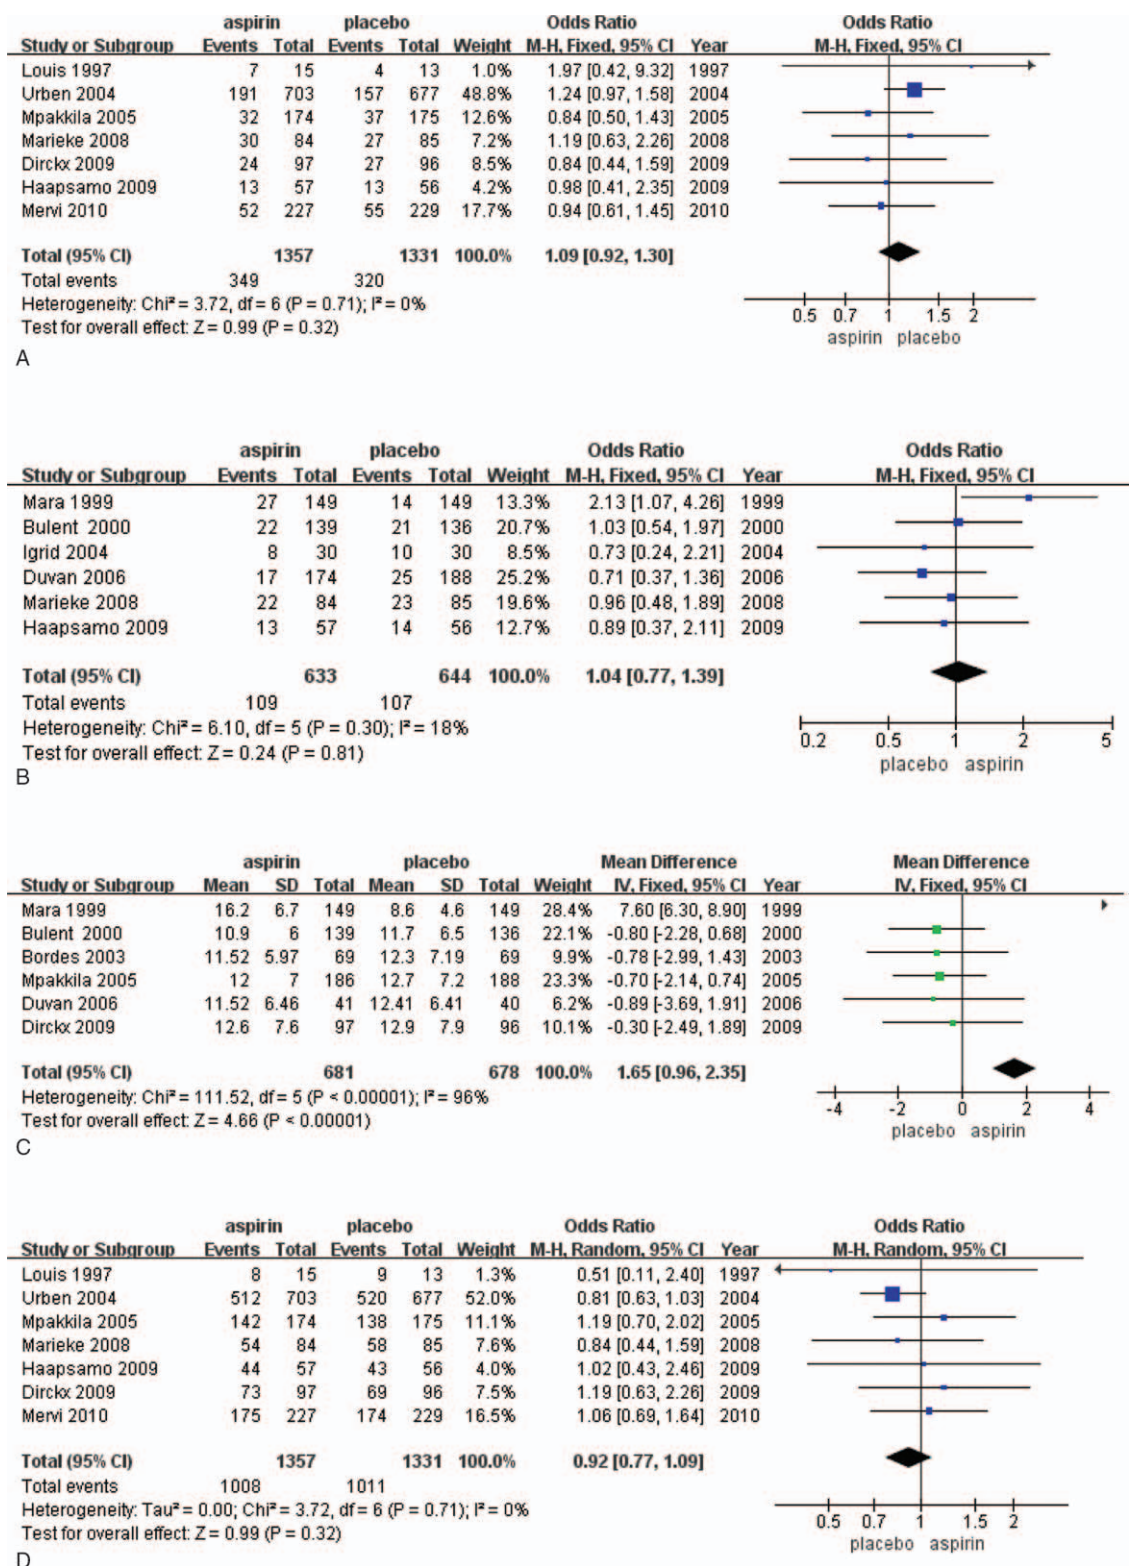 aspirin placebo Odds Ratio Odds Ratio
Study or Subgroup Events Total Events Total Weight M-H, Fixed, 95% CI Year M-H, Fixed, 95% CI
Louis 1997 7 15 4 13 1.0% 1.97 [0.42, 9.32] 1997
Urben 2004 191 703 157 677 48.8% 1.24 [0.97, 1.58] 2004
Mpakkila 2005 32 174 37 175 12.6% 0.84 [0.50, 1.43] 2005
Marieke 2008 30 84 27 85 7.2% 1.19 [0.63, 2.26] 2008
Dirckx 2009 24 97 27 96 8.5% 0.84 [0.44, 1.59] 2009
Haapsamo 2009 13 57 13 56 4.2% 0.98 [0.41, 2.35] 2009
Mervi 2010 52 227 55 229 17.7% 0.94 [0.61, 1.45] 2010
Total (95% CI) 1357 1331 100.0% 1.09 [0.92, 1.30]
Total events 349 320
Heterogeneity: Chi² = 3.72, df = 6 (P = 0.71); I² = 0%
Test for overall effect: Z = 0.99 (P = 0.32)
0.5 0.7 1 1.5 2
aspirin placebo
A
aspirin placebo Odds Ratio Odds Ratio
Study or Subgroup Events Total Events Total Weight M-H, Fixed, 95% CI Year M-H, Fixed, 95% CI
Mara 1999 27 149 14 149 13.3% 2.13 [1.07, 4.26] 1999
Bulent 2000 22 139 21 136 20.7% 1.03 [0.54, 1.97] 2000
Igrid 2004 8 30 10 30 8.5% 0.73 [0.24, 2.21] 2004
Duvan 2006 17 174 25 188 25.2% 0.71 [0.37, 1.36] 2006
Marieke 2008 22 84 23 85 19.6% 0.96 [0.48, 1.89] 2008
Haapsamo 2009 13 57 14 56 12.7% 0.89 [0.37, 2.11] 2009
Total (95% CI) 633 644 100.0% 1.04 [0.77, 1.39]
Total events 109 107
Heterogeneity: Chi² = 6.10, df = 5 (P = 0.30); I² = 18%
Test for overall effect: Z = 0.24 (P = 0.81)
0.2 0.5 1 2 5
placebo aspirin
B
aspirin placebo Mean Difference Mean Difference
Study or Subgroup Mean SD Total Mean SD Total Weight IV, Fixed, 95% CI Year IV, Fixed, 95% CI
Mara 1999 16.2 6.7 149 8.6 4.6 149 28.4% 7.60 [6.30, 8.90] 1999
Bulent 2000 10.9 6 139 11.7 6.5 136 22.1% -0.80 [-2.28, 0.68] 2000
Bordes 2003 11.52 5.97 69 12.3 7.19 69 9.9% -0.78 [-2.99, 1.43] 2003
Mpakkila 2005 12 7 186 12.7 7.2 188 23.3% -0.70 [-2.14, 0.74] 2005
Duvan 2006 11.52 6.46 41 12.41 6.41 40 6.2% -0.89 [-3.69, 1.91] 2006
Dirckx 2009 12.6 7.6 97 12.9 7.9 96 10.1% -0.30 [-2.49, 1.89] 2009
Total (95% CI) 681 678 100.0% 1.65 [0.96, 2.35]
Heterogeneity: Chi² = 111.52, df = 5 (P < 0.00001); I² = 96%
Test for overall effect: Z = 4.66 (P < 0.00001)
-4 -2 0 2 4
placebo aspirin
C
aspirin placebo Odds Ratio Odds Ratio
Study or Subgroup Events Total Events Total Weight M-H, Random, 95% CI Year M-H, Random, 95% CI
Louis 1997 8 15 9 13 1.3% 0.51 [0.11, 2.40] 1997
Urben 2004 512 703 520 677 52.0% 0.81 [0.63, 1.03] 2004
Mpakkila 2005 142 174 138 175 11.1% 1.19 [0.70, 2.02] 2005
Marieke 2008 54 84 58 85 7.6% 0.84 [0.44, 1.59] 2008
Haapsamo 2009 44 57 43 56 4.0% 1.02 [0.43, 2.46] 2009
Dirckx 2009 73 97 69 96 7.5% 1.19 [0.63, 2.26] 2009
Mervi 2010 175 227 174 229 16.5% 1.06 [0.69, 1.64] 2010
Total (95% CI) 1357 1331 100.0% 0.92 [0.77, 1.09]
Total events 1008 1011
Heterogeneity: Tau² = 0.00; Chi² = 3.72, df = 6 (P = 0.71); I² = 0%
Test for overall effect: Z = 0.99 (P = 0.32)
0.5 0.7 1 1.5 2
placebo aspirin
D